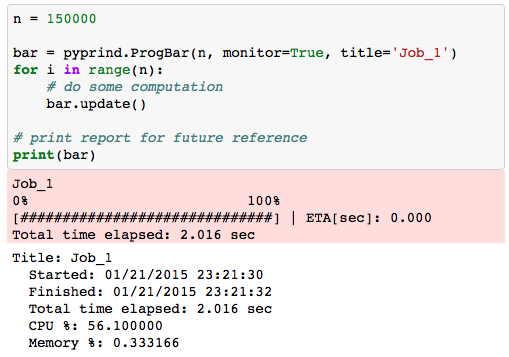 n = 150000
bar = pyprind.ProgBar(n, monitor=True, title='Job_1')
for i in range(n):
    # do some computation
    bar.update()
# print report for future reference
print(bar)
Job_1
0%                          100%
[##############################] | ETA[sec]: 0.000
Total time elapsed: 2.016 sec
Title: Job_1
  Started: 01/21/2015 23:21:30
  Finished: 01/21/2015 23:21:32
  Total time elapsed: 2.016 sec
  CPU %: 56.100000
  Memory %: 0.333166